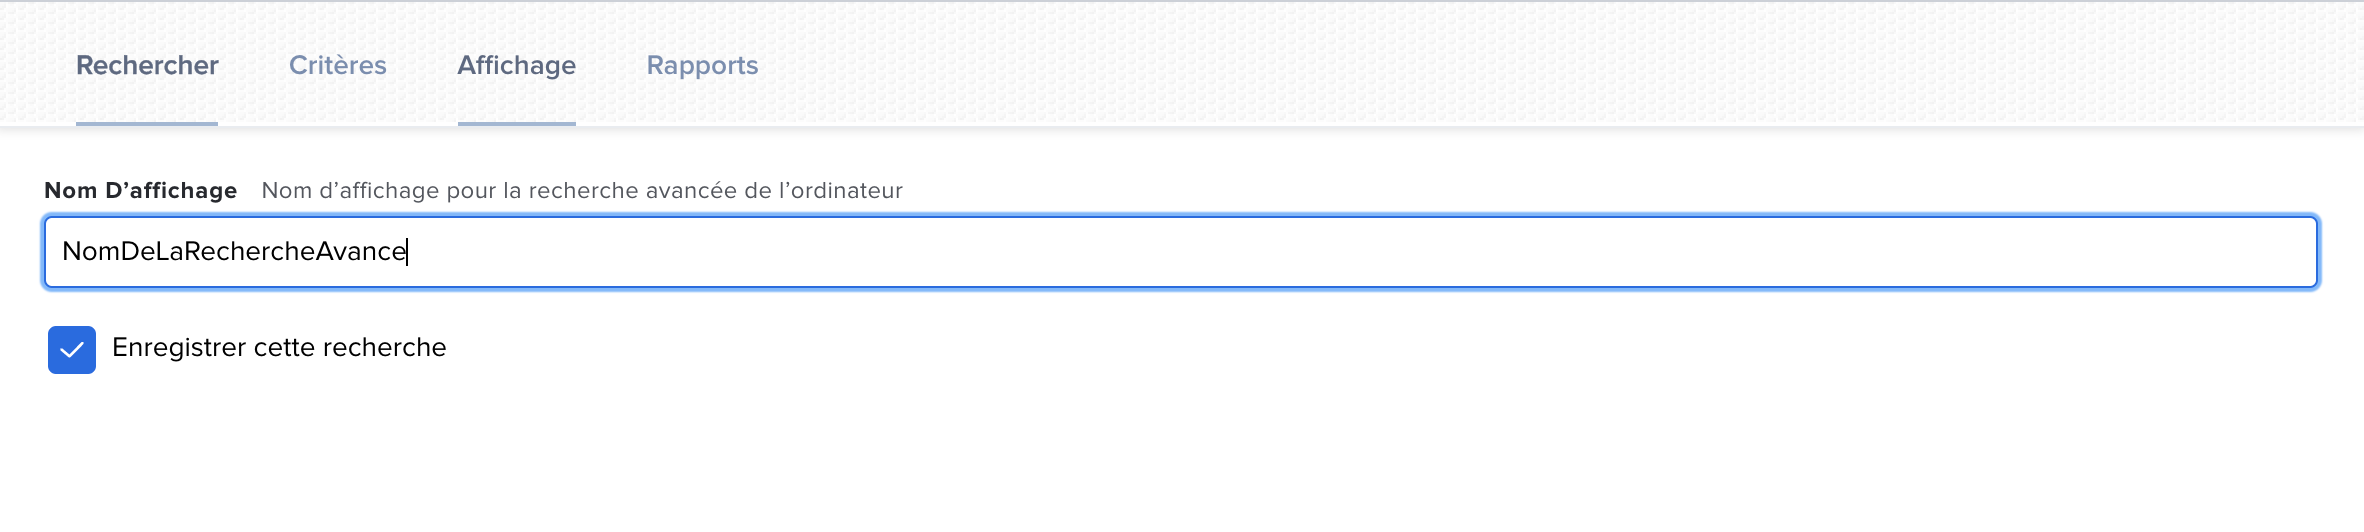 Rechercher Critères Affichage Rapports
Nom D’affichage Nom d’affichage pour la recherche avancée de l’ordinateur
NomDeLaRechercheAvance
Enregistrer cette recherche